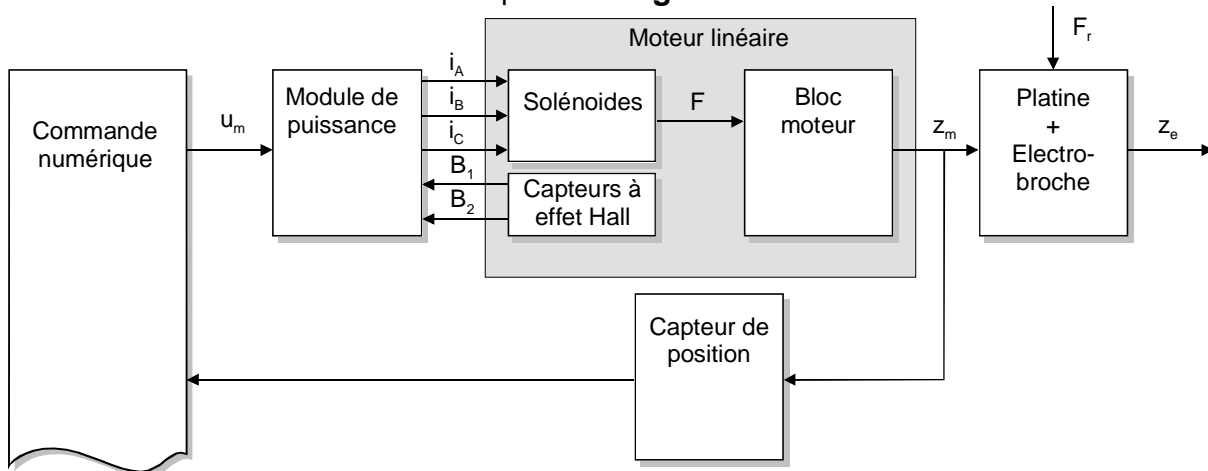 Moteur linéaire
F_r
Commande
numérique
u_m
Module de
puissance
i_A
i_B
i_C
B_1
B_2
Solénoides
Capteurs à
effet Hall
F
Bloc
moteur
z_m
Platine
+
Electro-
broche
z_e
Capteur de
position